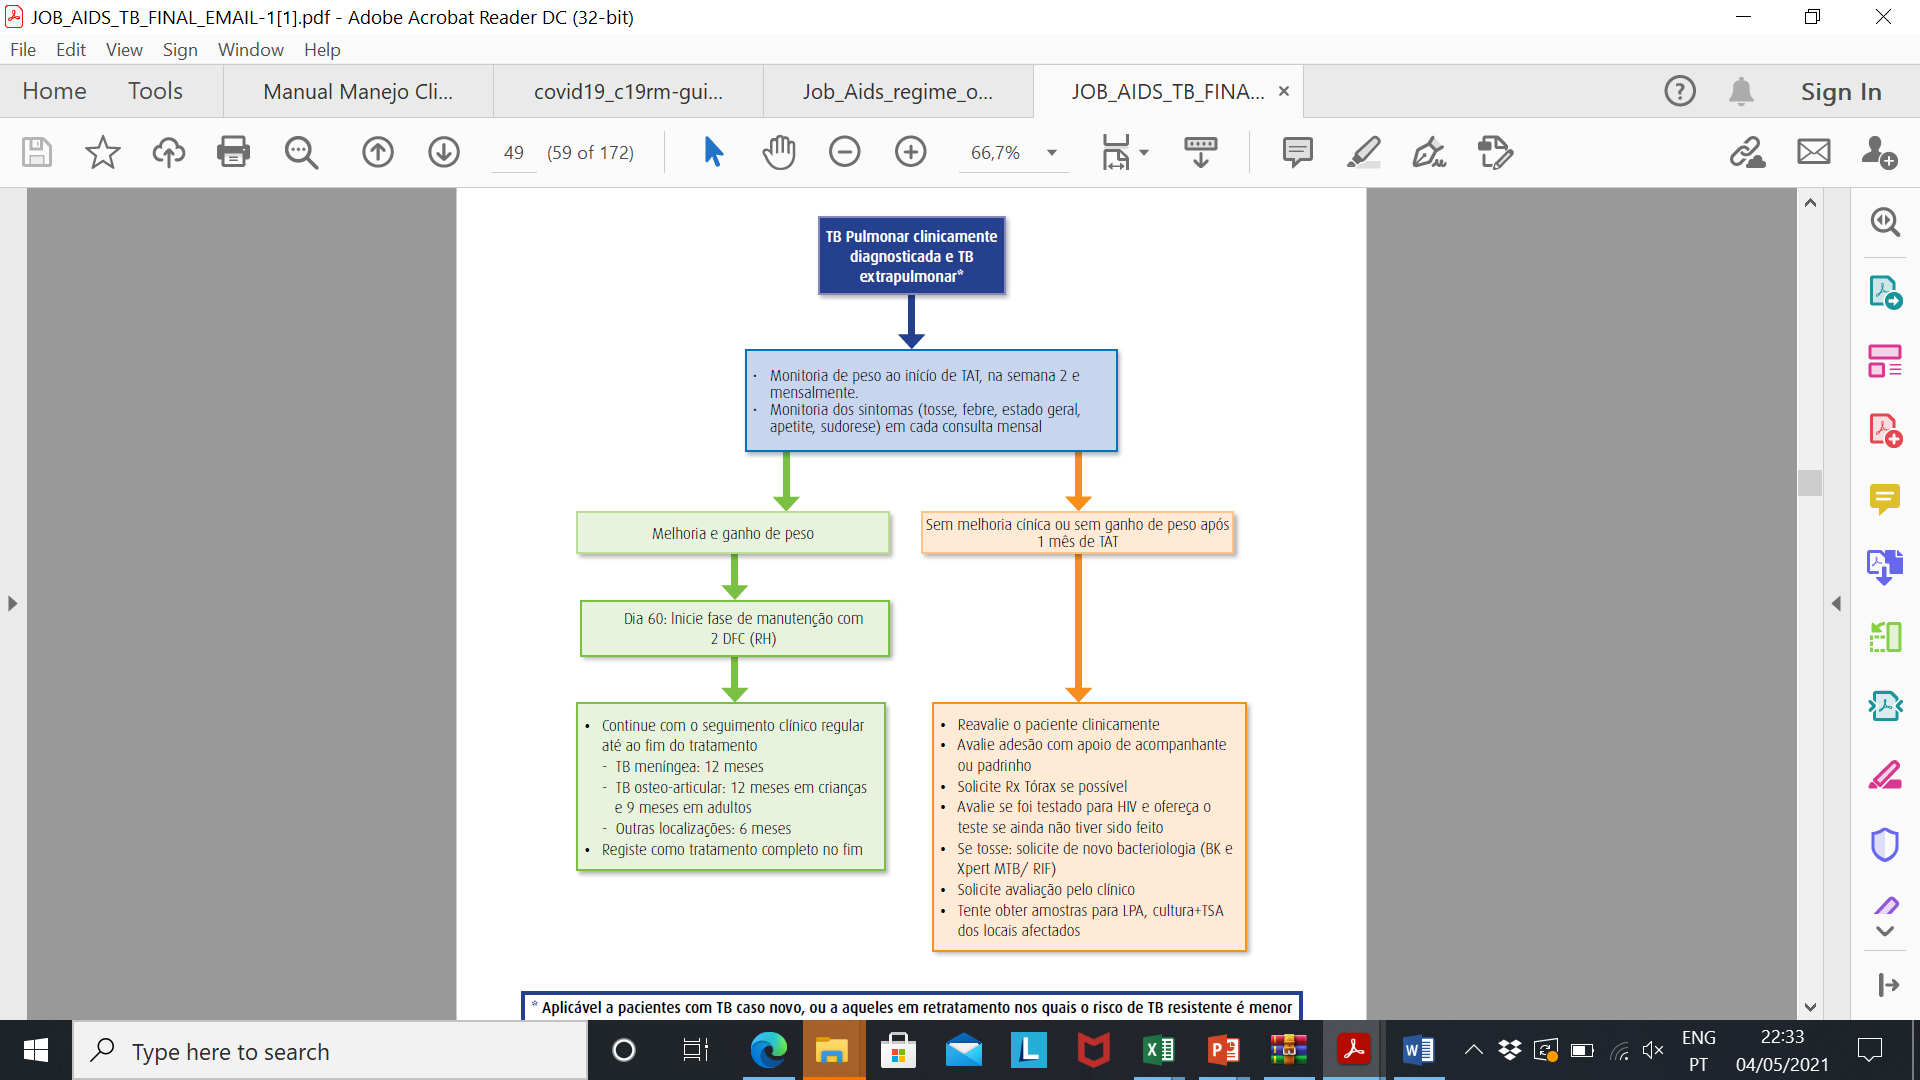 JOB_AIDS_TB_FINAL_EMAIL-1[1].pdf - Adobe Acrobat Reader DC (32-bit)
File Edit View Sign Window Help
Home Tools Manual Manejo Cli... covid19_c19rm-gui... Job_Aids_regime_o... JOB_AIDS_TB_FINA... × Sign In
49 (59 of 172) 66,7%
TB Pulmonar clinicamente
diagnosticada e TB
extrapulmonar*
· Monitoria de peso ao início de TAT, na semana 2 e
mensalmente.
· Monitoria dos sintomas (tosse, febre, estado geral,
apetite, sudorese) em cada consulta mensal
Melhoria e ganho de peso
Sem melhoria cínica ou sem ganho de peso após
1 mês de TAT
Dia 60: Inicie fase de manutenção com
2 DFC (RH)
• Continue com o seguimento clínico regular
até ao fim do tratamento
- TB meníngea: 12 meses
- TB osteo-articular: 12 meses em crianças
e 9 meses em adultos
- Outras localizações: 6 meses
• Registe como tratamento completo no fim
• Reavalie o paciente clinicamente
• Avalie adesão com apoio de acompanhante
ou padrinho
• Solicite Rx Tórax se possível
• Avalie se foi testado para HIV e ofereça o
teste se ainda não tiver sido feito
• Se tosse: solicite de novo bacteriologia (BK e
Xpert MTB/ RIF)
• Solicite avaliação pelo clínico
• Tente obter amostras para LPA, cultura+TSA
dos locais afectados
* Aplicável a pacientes com TB caso novo, ou a aqueles em retratamento nos quais o risco de TB resistente é menor
Type here to search
ENG
PT
22:33
04/05/2021